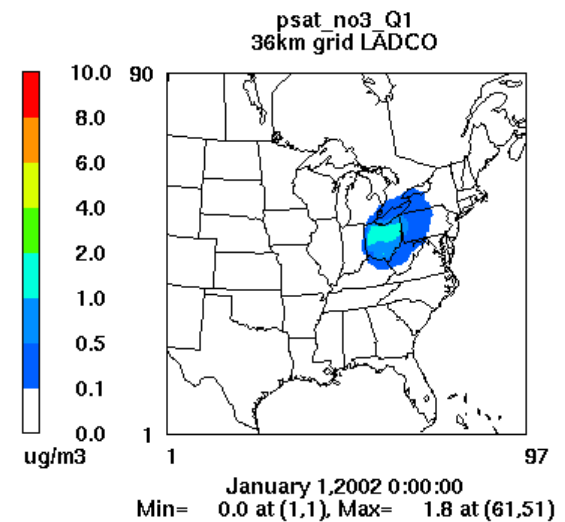 psat_no3_Q1
36km grid LADCO
10.0
8.0
6.0
4.0
2.0
1.0
0.5
0.1
0.0
ug/m3
90
1
1
97
January 1,2002 0:00:00
Min= 0.0 at (1,1), Max= 1.8 at (61,51)